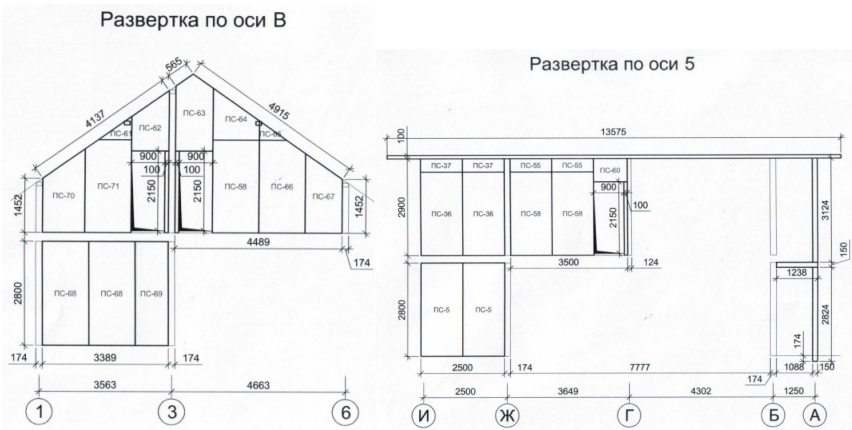 Развертка по оси В
565
4137
4915
ПС-63
ПС-61
ПС-62
ПС-64
900
900
100
100
1452
ПС-70
ПС-71
2150
2150
ПС-58
ПС-66
ПС-67
1452
4489
174
2800
ПС-68
ПС-68
ПС-69
174
3389
174
3563
4663
1
3
6
Развертка по оси 5
13575
100
ПС-37
ПС-37
ПС-55
ПС-55
ПС-60
900
100
2900
ПС-36
ПС-36
ПС-58
ПС-58
2150
3124
3500
124
150
1238
2800
ПС-5
ПС-5
2824
174
2500
174
7777
174
1088
150
2500
3649
4302
1250
И
Ж
Г
Б
А